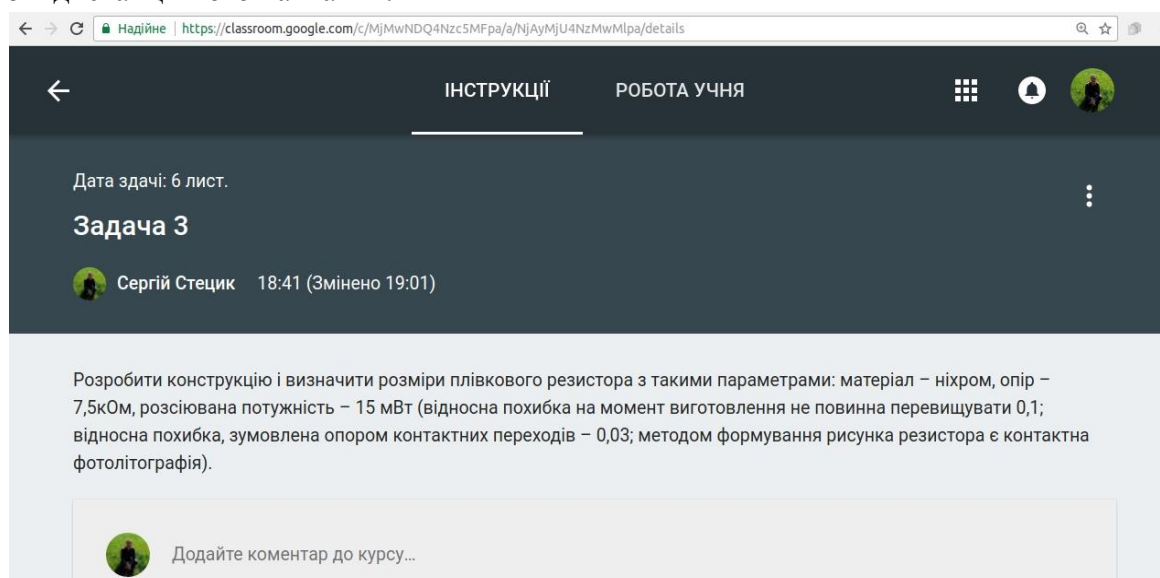 Надійне | https://classroom.google.com/c/MjMwNDQ4Nzc5MFpa/a/NjAyMjU4NzMwMlpa/details
ІНСТРУКЦІЇ РОБОТА УЧНЯ
Дата здачі: 6 лист.
Задача 3
Сергій Стецик 18:41 (Змінено 19:01)
Розробити конструкцію і визначити розміри плівкового резистора з такими параметрами: матеріал – ніхром, опір –
7,5кОм, розсіювана потужність – 15 мВт (відносна похибка на момент виготовлення не повинна перевищувати 0,1;
відносна похибка, зумовлена опором контактних переходів – 0,03; методом формування рисунка резистора є контактна
фотолітографія).
Додайте коментар до курсу...